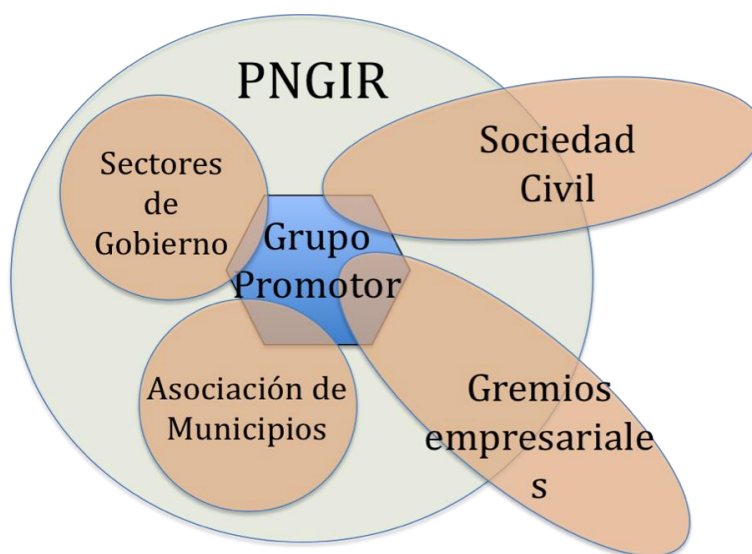 PNGIR
Sociedad
Civil
Sectores
de
Gobierno
Grupo
Promotor
Asociación de
Municipios
Gremios
empresariale
s